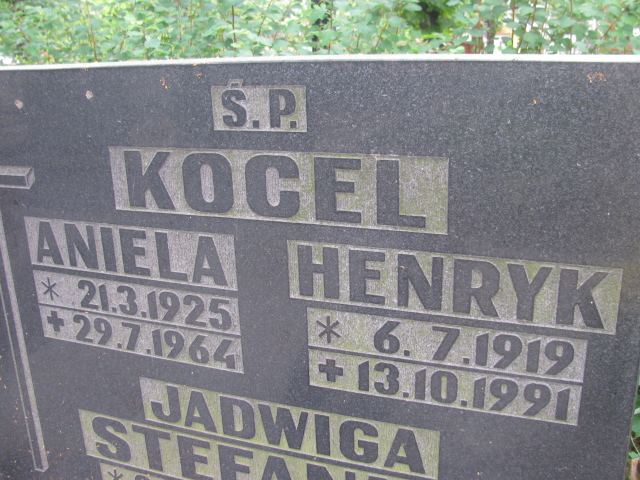 Ś.P.
KOCEL
ANIELA
* 21.3.1925
+ 29.7.1964
HENRYK
* 6. 7.1919
+ 13.10.1991
JADWIGA